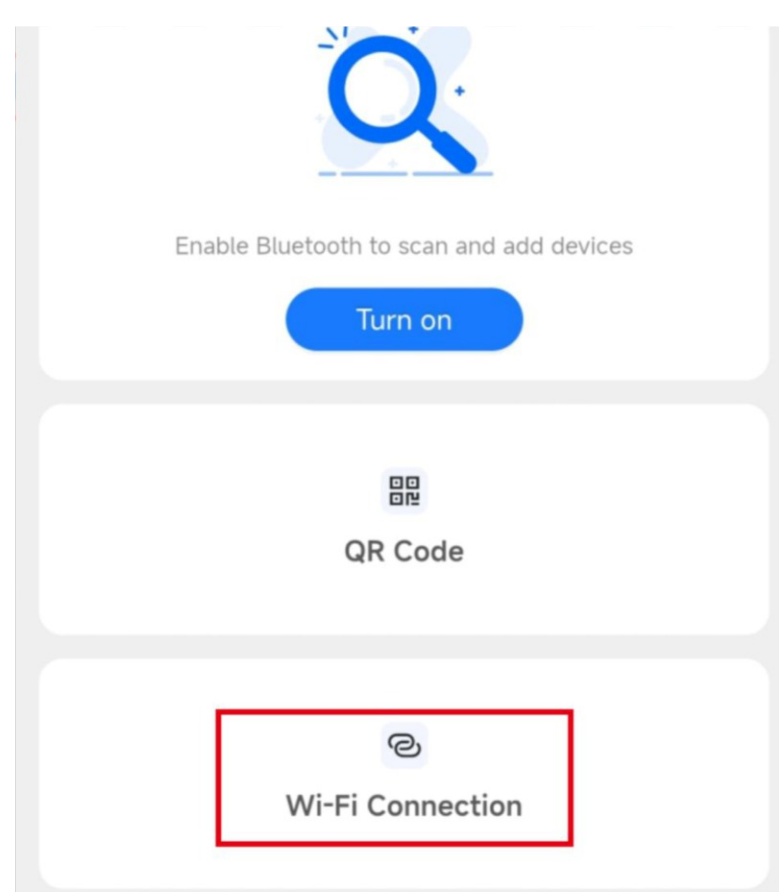 Enable Bluetooth to scan and add devices
Turn on
QR Code
Wi-Fi Connection